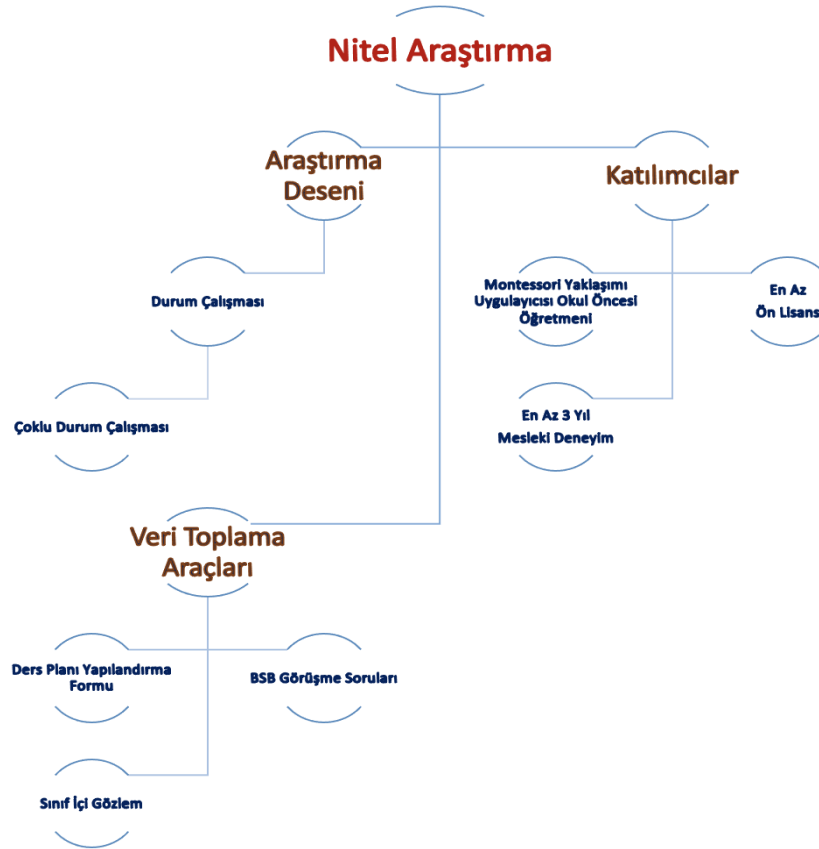 Nitel Araştırma
Araştırma
Deseni
Katılımcılar
Durum Çalışması
Montessori Yaklaşımı
Uygulayıcısı Okul Öncesi
Öğretmeni
En Az
Ön Lisans
Çoklu Durum Çalışması
En Az 3 Yıl
Mesleki Deneyim
Veri Toplama
Araçları
Ders Planı Yapılandırma
Formu
BSB Görüşme Soruları
Sınıf İçi Gözlem